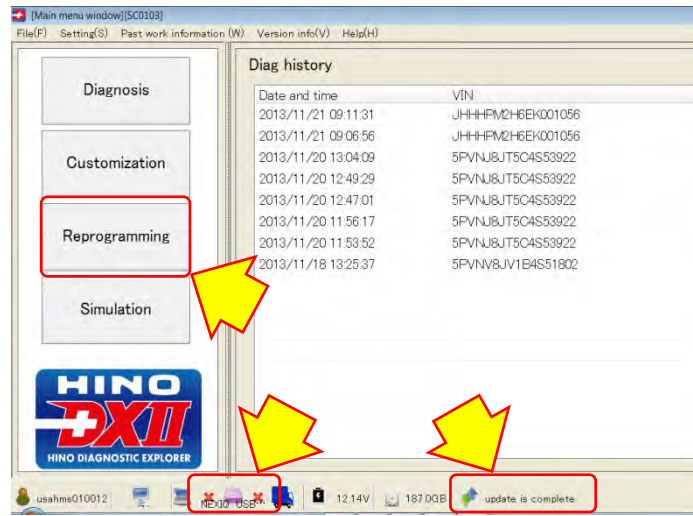 [Main menu window][SC0103]
File(F) Setting(S) Past work information (W) Version info(V) Help(H)
Diagnosis
Customization
Reprogramming
Simulation
HINO
DXII
HINO DIAGNOSTIC EXPLORER
Diag history
Date and time VIN
2013/11/21 09:11:31 JHHHPM2H6EK001056
2013/11/21 09:06:56 JHHHPM2H6EK001056
2013/11/20 13:04:09 5PVNJ8JT5C4S53922
2013/11/20 12:49:29 5PVNJ8JT5C4S53922
2013/11/20 12:47:01 5PVNJ8JT5C4S53922
2013/11/20 11:56:17 5PVNJ8JT5C4S53922
2013/11/20 11:53:52 5PVNJ8JT5C4S53922
2013/11/18 13:25:37 5PVNV8JV1B4S51802
usahms010012 NEXIQ USB... 12.14V 187.0GB update is complete